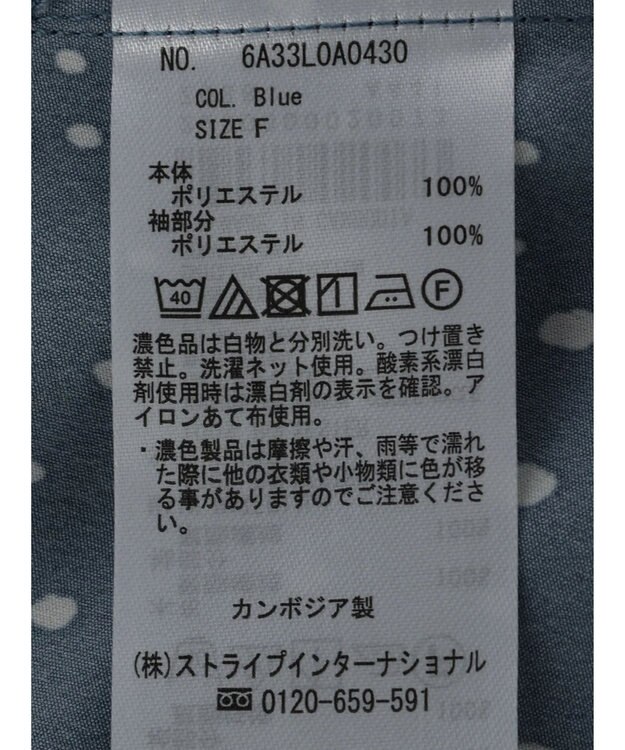 NO. 6A33L0A0430
COL. Blue
SIZE F
本体
ポリエステル 100%
袖部分
ポリエステル 100%
40 F
濃色品は白物と分別洗い。つけ置き
禁止。洗濯ネット使用。酸素系漂白
剤使用時は漂白剤の表示を確認。ア
イロンあて布使用。
・濃色製品は摩擦や汗、雨等で濡れ
た際に他の衣類や小物類に色が移
る事がありますのでご注意くださ
い。
カンボジア製
(株)ストライプインターナショナル
0120-659-591